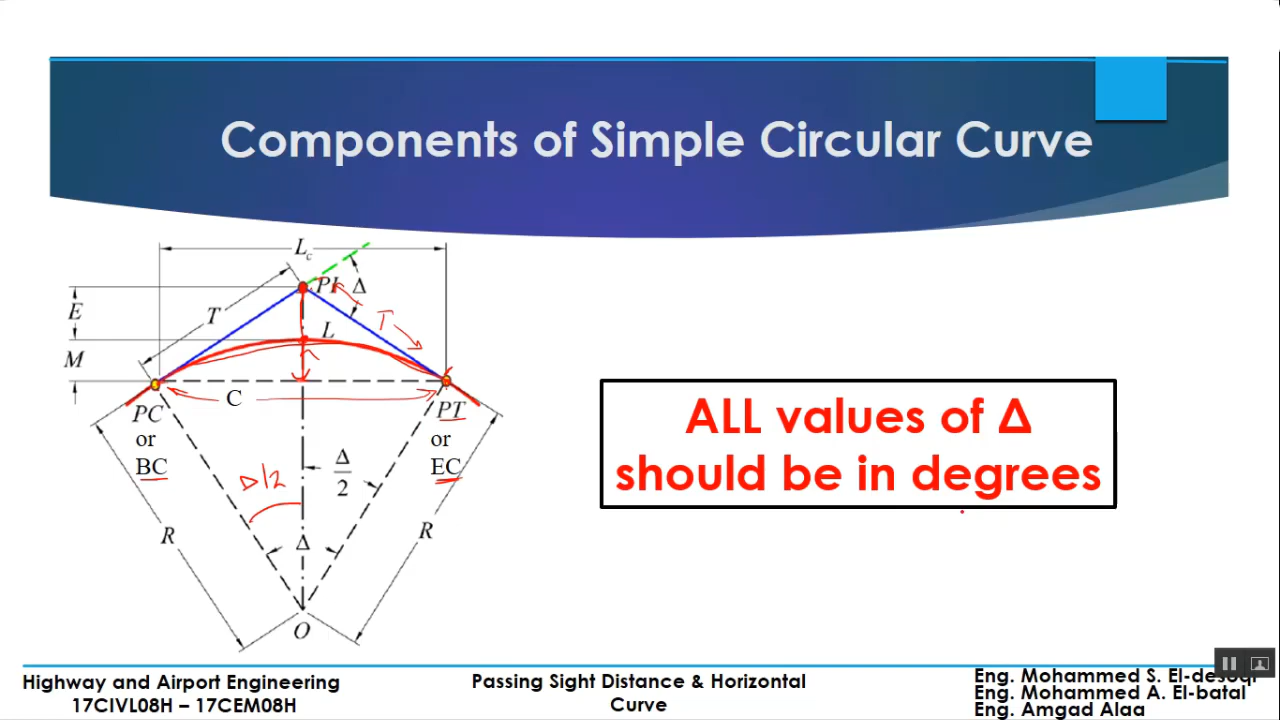 Components of Simple Circular Curve
Lc
PI
Δ
E
T
T
L
M
C
PC
or
BC
PT
or
EC
Δ/2
Δ
2
R
R
Δ
O
ALL values of Δ
should be in degrees
Highway and Airport Engineering
17CIVL08H – 17CEM08H
Passing Sight Distance & Horizontal
Curve
Eng. Mohammed S. El-desoqi
Eng. Mohammed A. El-batal
Eng. Amgad Alaa